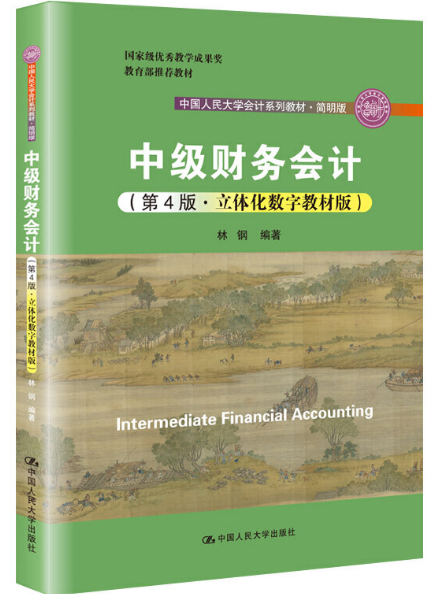 国家级优秀教学成果奖
教育部推荐教材
中国人民大学会计系列教材·简明版
中级财务会计
（第4版·立体化数字教材版）
林 钢 编著
Intermediate Financial Accounting
中国人民大学出版社
中国人民大学会计系列教材·简明版
中级财务会计
（第4版·立体化数字教材版）
林 钢 编著
中国人民大学出版社